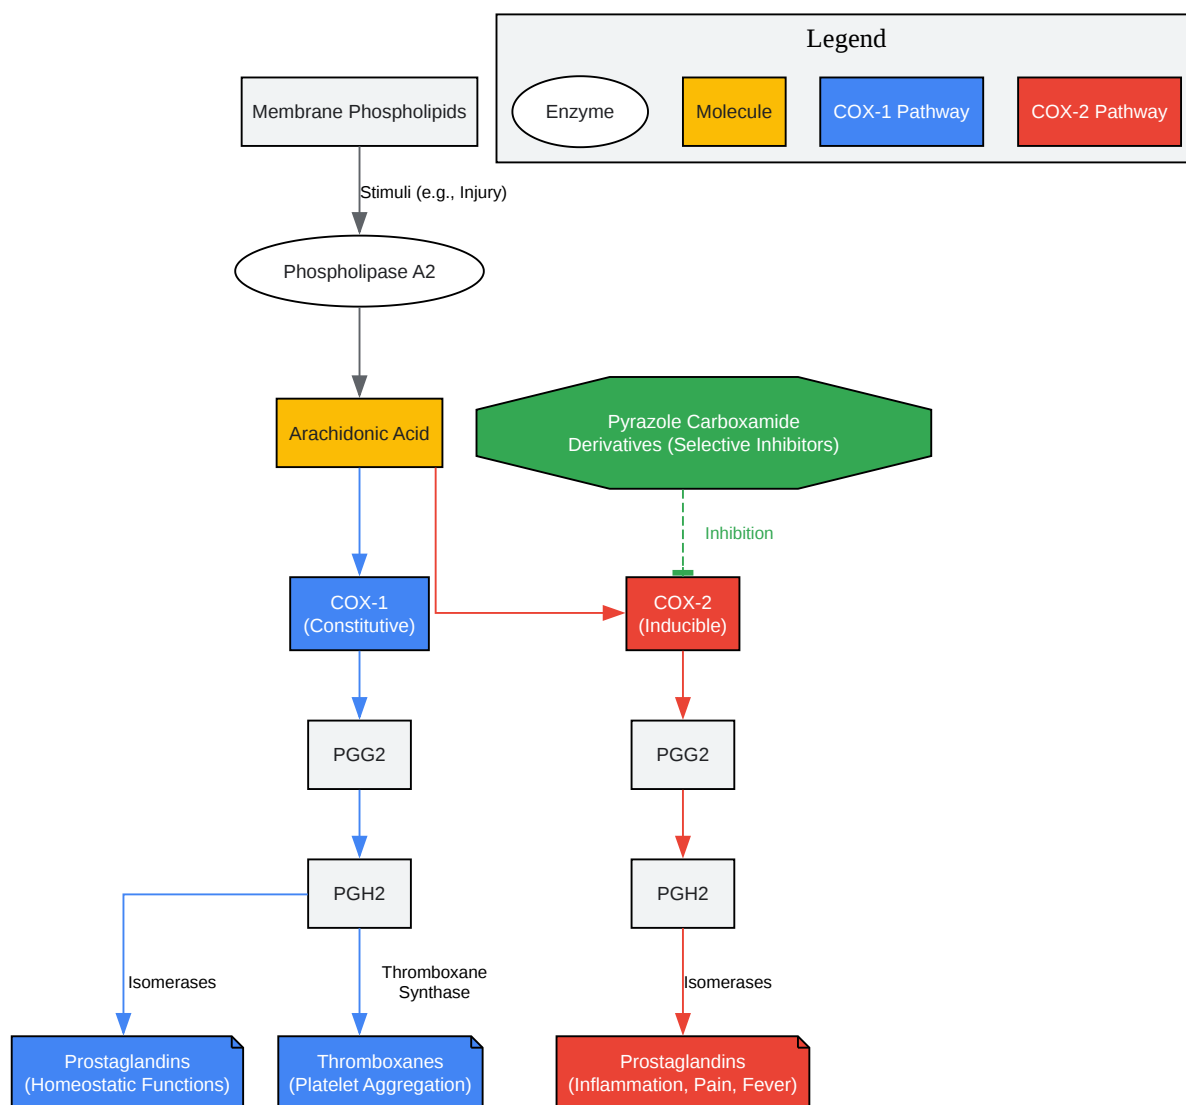 Legend
Membrane Phospholipids
Enzyme
Molecule
COX-1 Pathway
COX-2 Pathway
Stimuli (e.g., Injury)
Phospholipase A2
Arachidonic Acid
Pyrazole Carboxamide
Derivatives (Selective Inhibitors)
Inhibition
COX-1
(Constitutive)
COX-2
(Inducible)
PGG2
PGG2
PGH2
PGH2
Isomerases
Thromboxane
Synthase
Isomerases
Prostaglandins
(Homeostatic Functions)
Thromboxanes
(Platelet Aggregation)
Prostaglandins
(Inflammation, Pain, Fever)